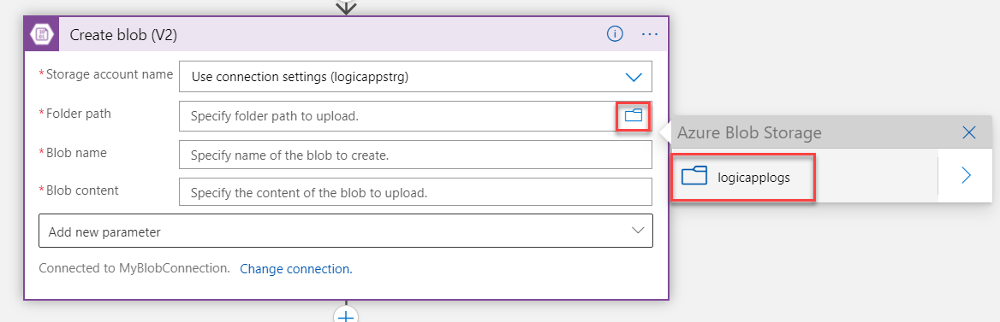 Create blob (V2)
* Storage account name
Use connection settings (logicappstrg)
* Folder path
Specify folder path to upload.
* Blob name
Specify name of the blob to create.
* Blob content
Specify the content of the blob to upload.
Add new parameter
Connected to MyBlobConnection. Change connection.
Azure Blob Storage
logicapplogs